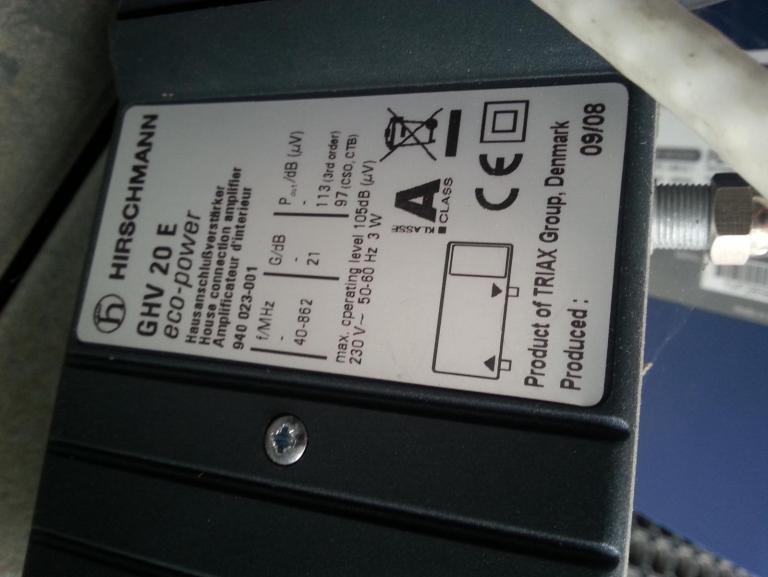 HIRSCHMANN
GHV 20 E
eco-power
Hausanschlußverstärker
House connection amplifier
Amplificateur d'interieur
940 023-001
f/MHz G/dB Pout/dB (µV)
- - -
40-862 21 113 (3rd order)
97 (CSO, CTB)
max. operating level 105dB (µV)
230 V~ 50-60 Hz 3 W
KLASSE
A
CLASS
CE
Product of TRIAX Group, Denmark
Produced : 09/08